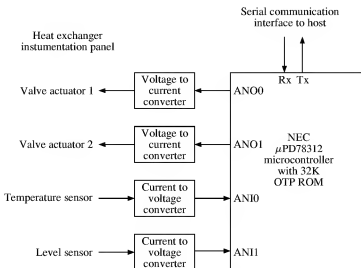 Serial communication
interface to host
Heat exchanger
instumentation panel
Rx Tx
Valve actuator 1
Voltage to
current
converter
ANO0
Valve actuator 2
Voltage to
current
converter
ANO1
NEC
μPD78312
microcontroller
with 32K
OTP ROM
Temperature sensor
Current to
voltage
converter
ANI0
Level sensor
Current to
voltage
converter
ANI1